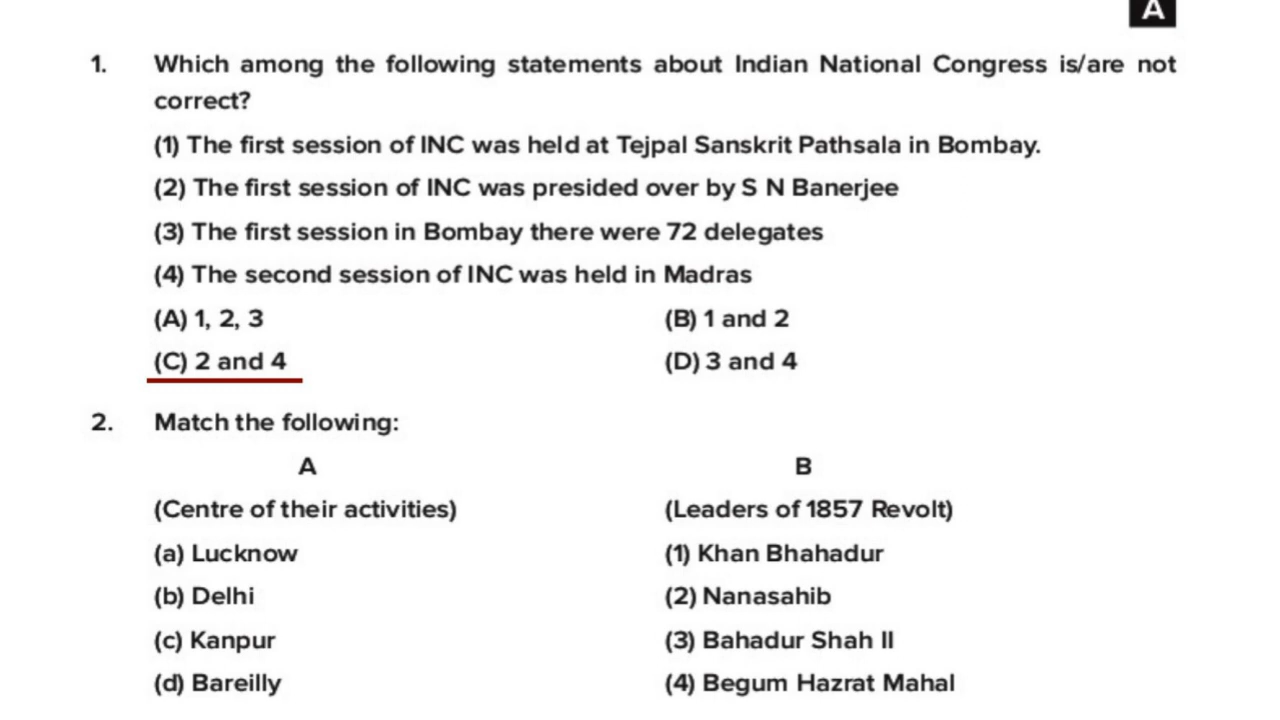 A
1. Which among the following statements about Indian National Congress is/are not
correct?
(1) The first session of INC was held at Tejpal Sanskrit Pathsala in Bombay.
(2) The first session of INC was presided over by S N Banerjee
(3) The first session in Bombay there were 72 delegates
(4) The second session of INC was held in Madras
(A) 1, 2, 3 (B) 1 and 2
(C) 2 and 4 (D) 3 and 4
2. Match the following:
A B
(Centre of their activities) (Leaders of 1857 Revolt)
(a) Lucknow (1) Khan Bhahadur
(b) Delhi (2) Nanasahib
(c) Kanpur (3) Bahadur Shah II
(d) Bareilly (4) Begum Hazrat Mahal